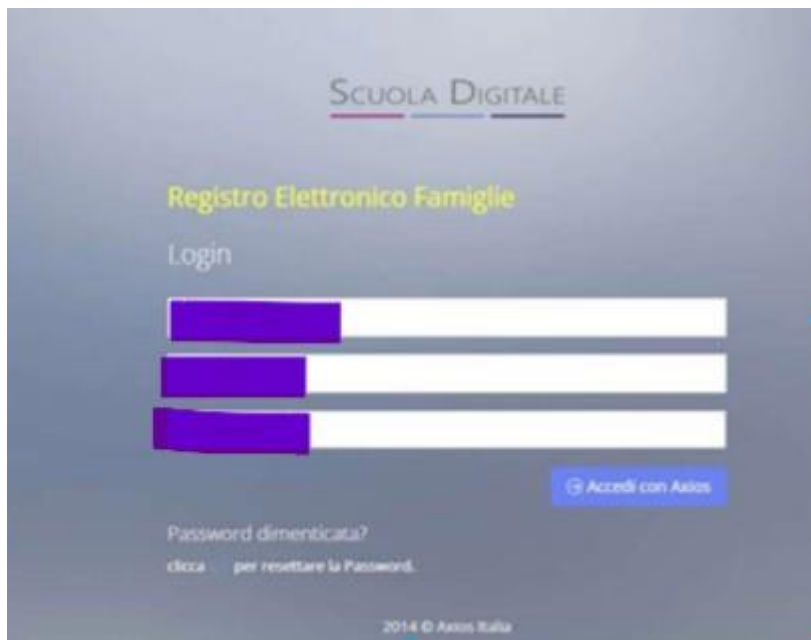 SCUOLA DIGITALE
Registro Elettronico Famiglie
Login
Accedi con Axios
Password dimenticata?
clicca per resettare la Password.
2014 © Axios Italia